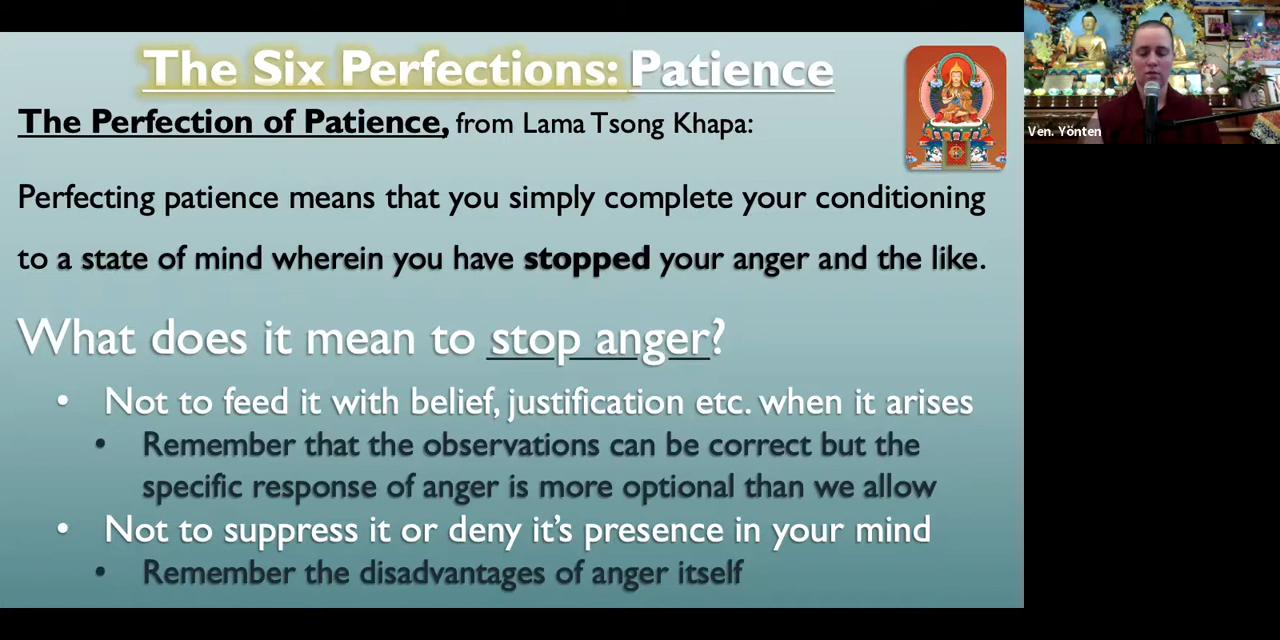 The Six Perfections: Patience
The Perfection of Patience, from Lama Tsong Khapa:
Perfecting patience means that you simply complete your conditioning
to a state of mind wherein you have stopped your anger and the like.
What does it mean to stop anger?
• Not to feed it with belief, justification etc. when it arises
• Remember that the observations can be correct but the
specific response of anger is more optional than we allow
• Not to suppress it or deny it's presence in your mind
• Remember the disadvantages of anger itself
Ven. Yönten